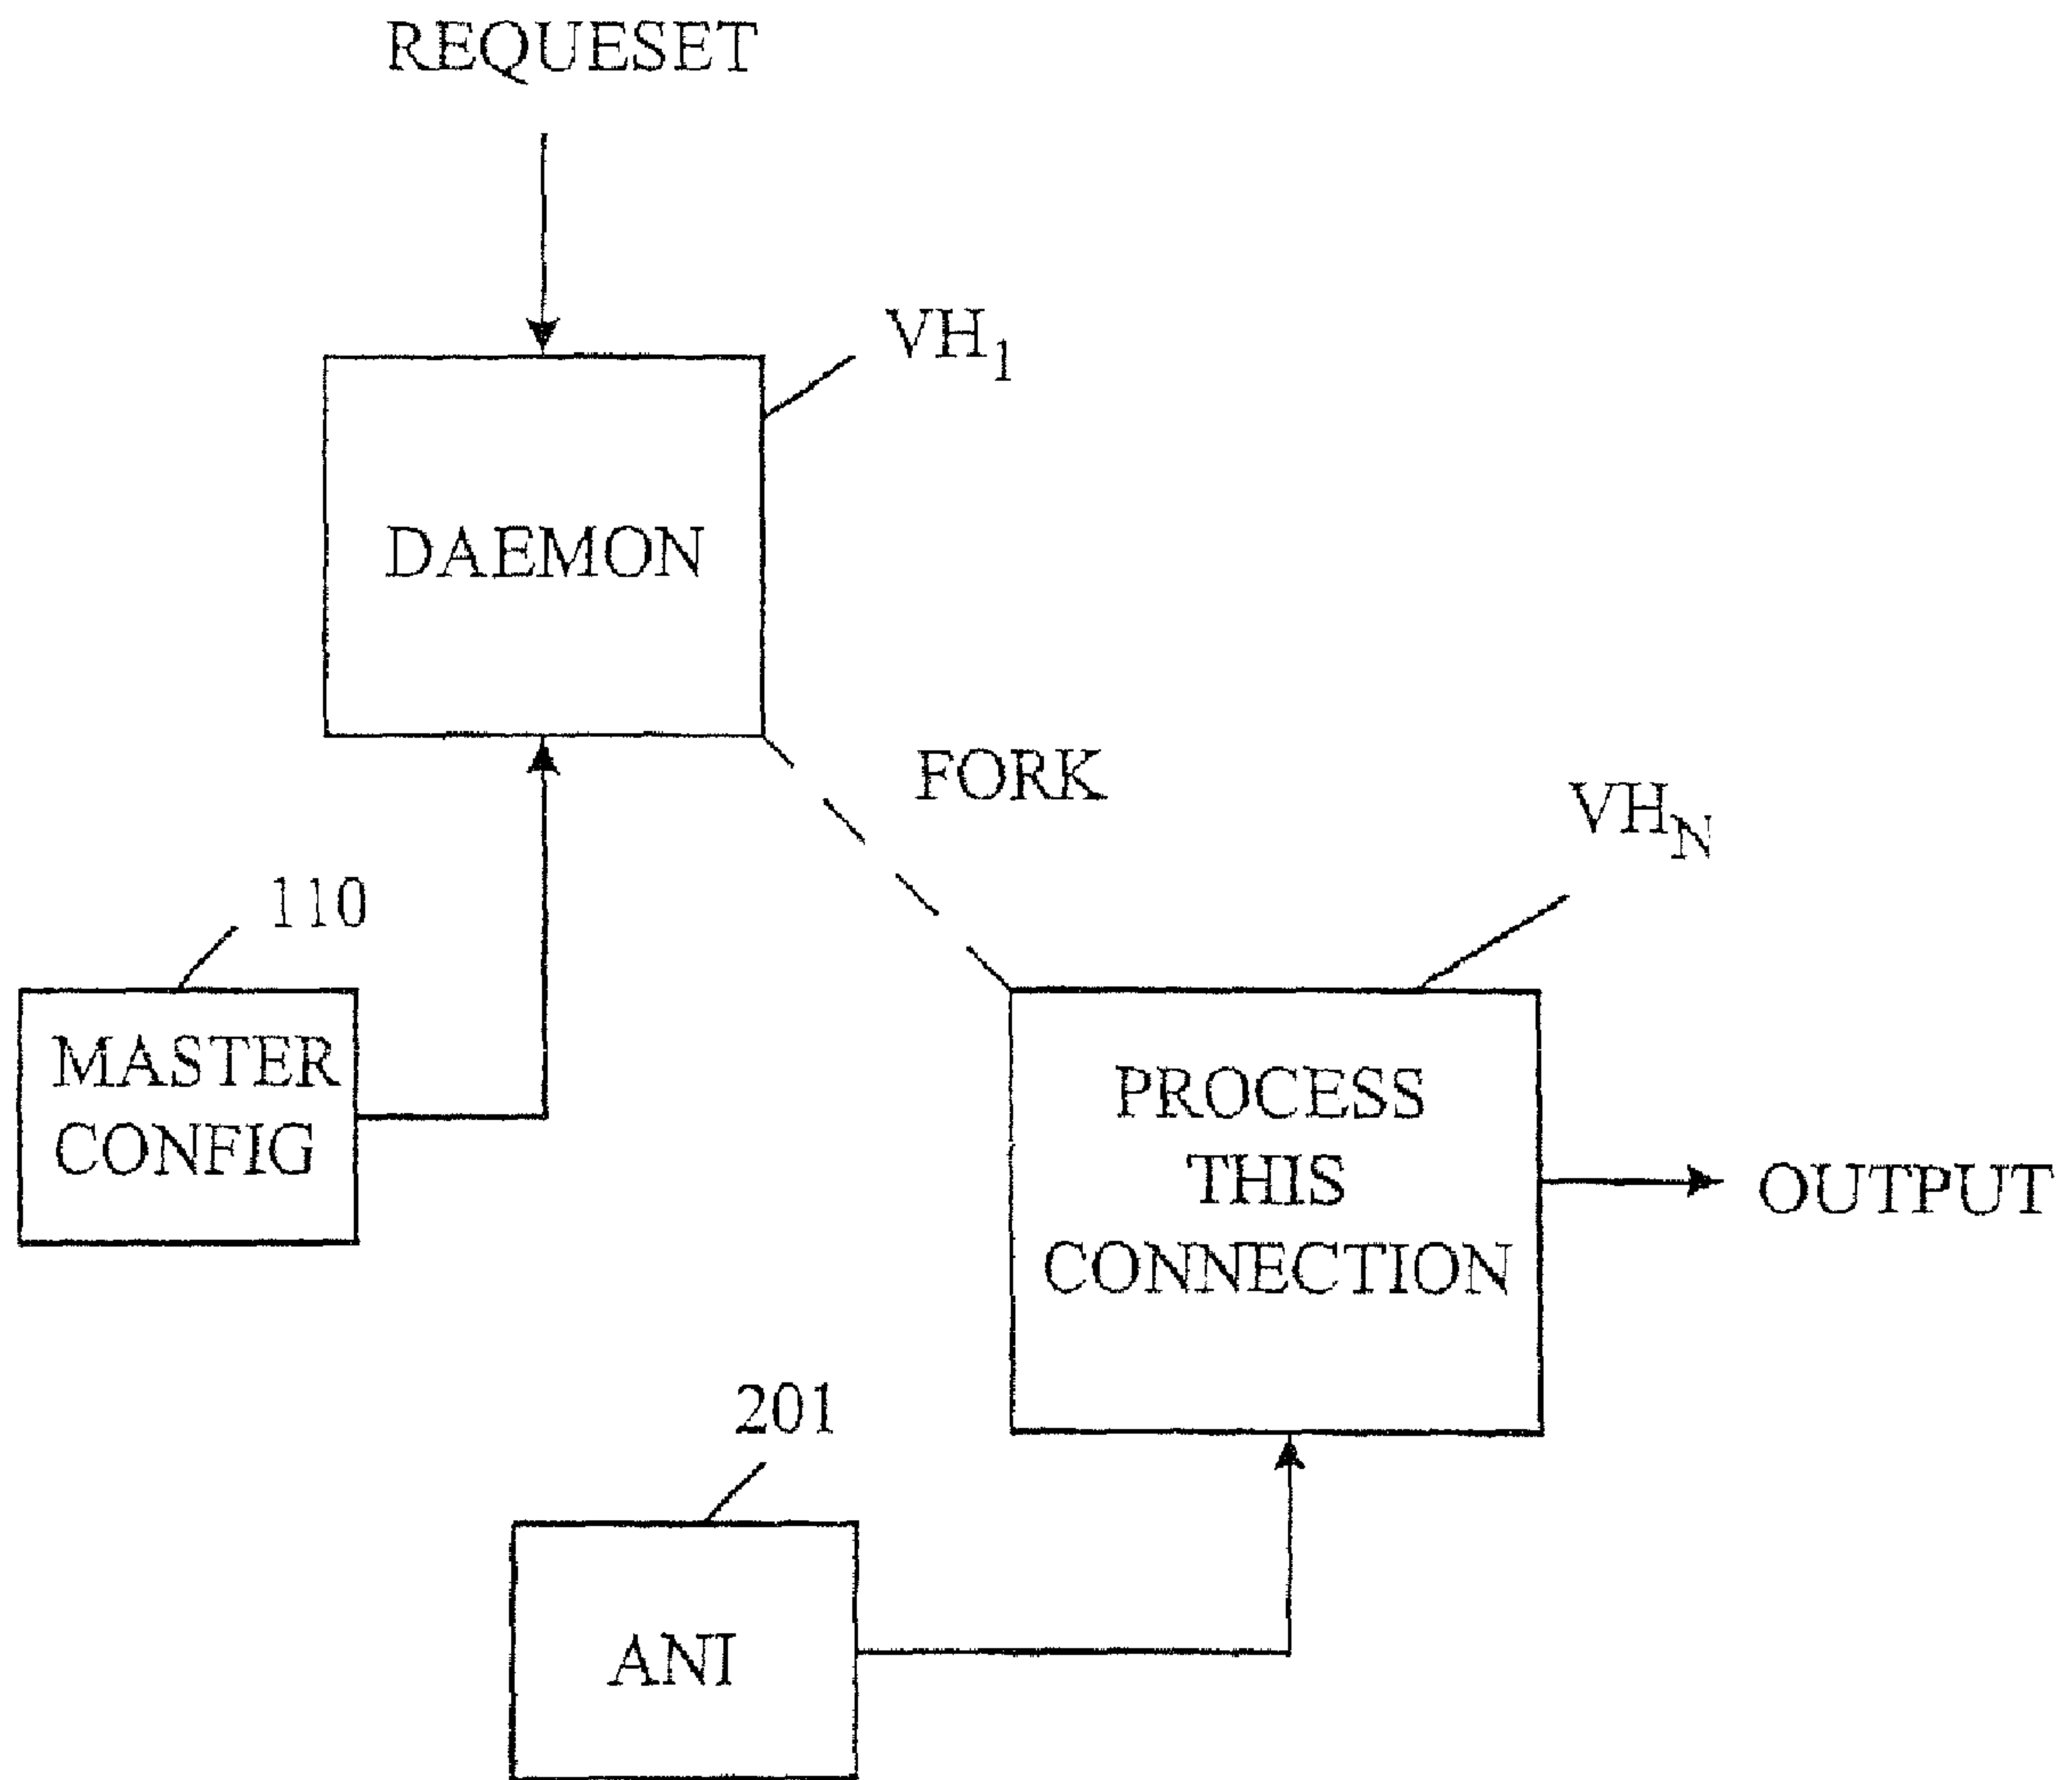 REQUESET
VH1
DAEMON
FORK
VHN
110
MASTER
CONFIG
PROCESS
THIS
CONNECTION
OUTPUT
201
ANI